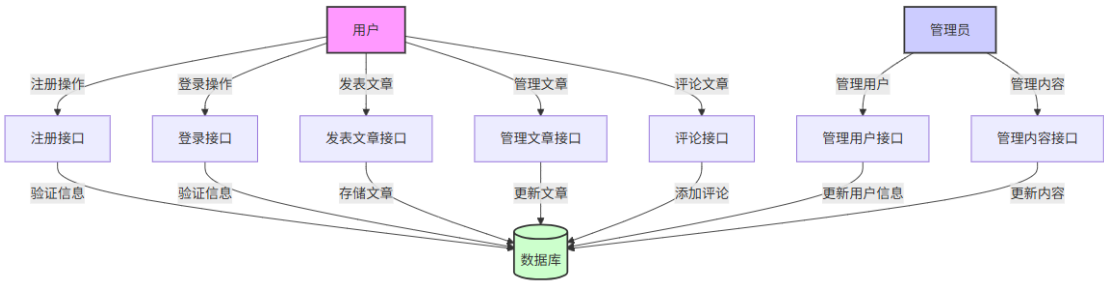 用户
管理员
注册操作
登录操作
发表文章
管理文章
评论文章
管理用户
管理内容
注册接口
登录接口
发表文章接口
管理文章接口
评论接口
管理用户接口
管理内容接口
验证信息
验证信息
存储文章
更新文章
添加评论
更新用户信息
更新内容
数据库